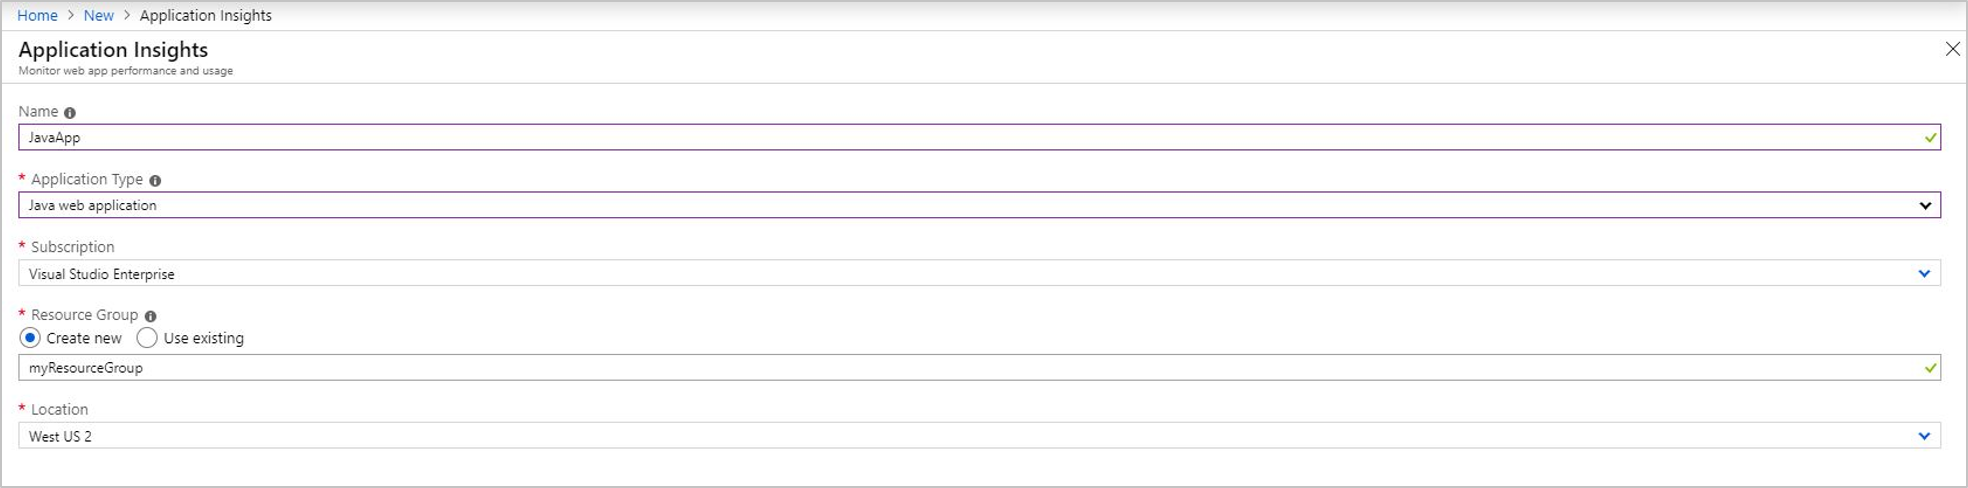 Home > New > Application Insights
Application Insights
Monitor web app performance and usage
Name
JavaApp
* Application Type
Java web application
* Subscription
Visual Studio Enterprise
* Resource Group
Create new Use existing
myResourceGroup
* Location
West US 2